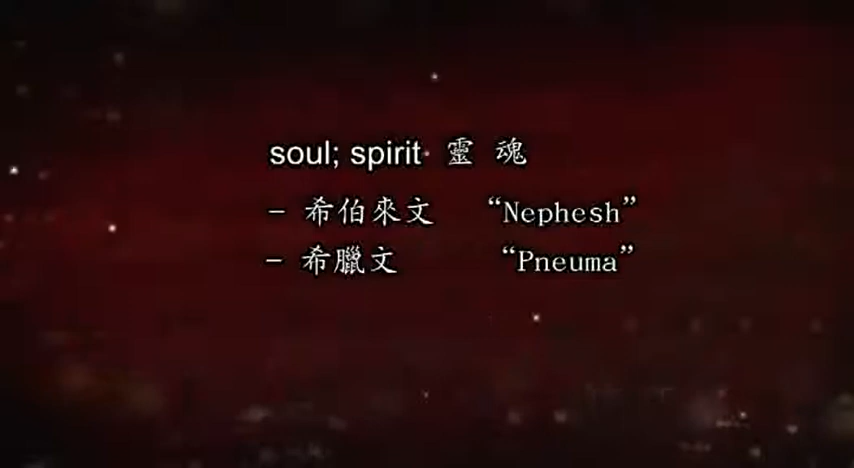 soul; spirit 靈 魂
- 希伯來文 “Nephesh”
- 希臘文 “Pneuma”